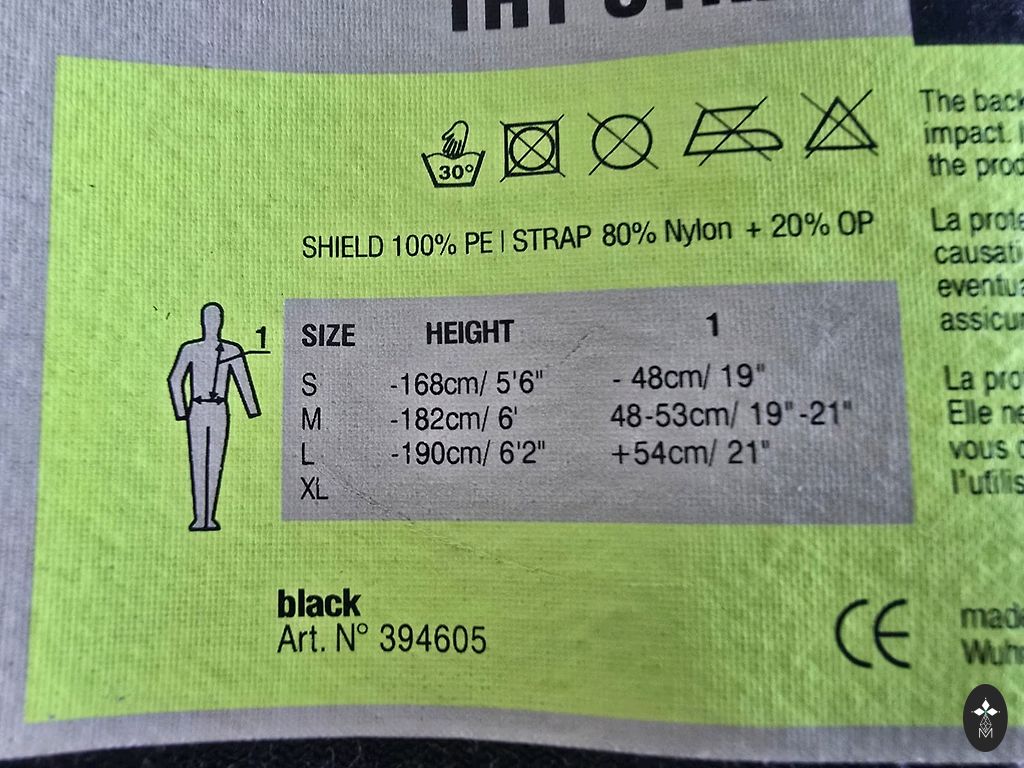 30°
SHIELD 100% PE | STRAP 80% Nylon + 20% OP
1
SIZE HEIGHT 1
S -168cm/ 5'6" - 48cm/ 19"
M -182cm/ 6' 48-53cm/ 19"-21"
L -190cm/ 6'2" +54cm/ 21"
XL
black
Art. N° 394605
CE
The back
impact.
the prod
La prote
causati
eventua
assicur
La pro
Elle ne
vous
l'utilis
made
Wuh
M